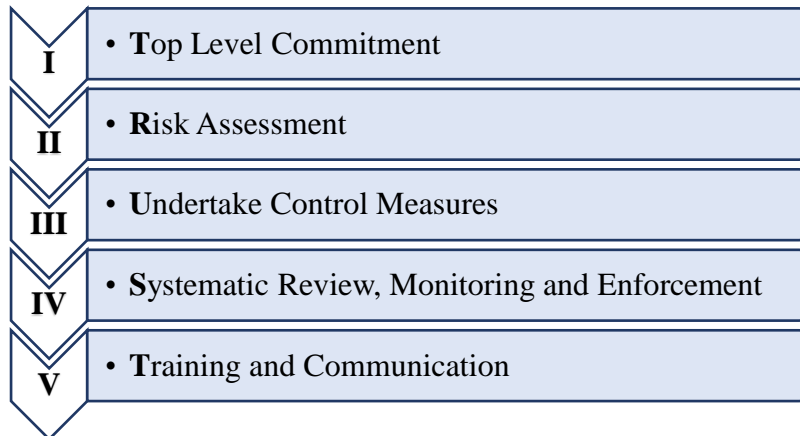 I
• Top Level Commitment
II
• Risk Assessment
III
• Undertake Control Measures
IV
• Systematic Review, Monitoring and Enforcement
V
• Training and Communication